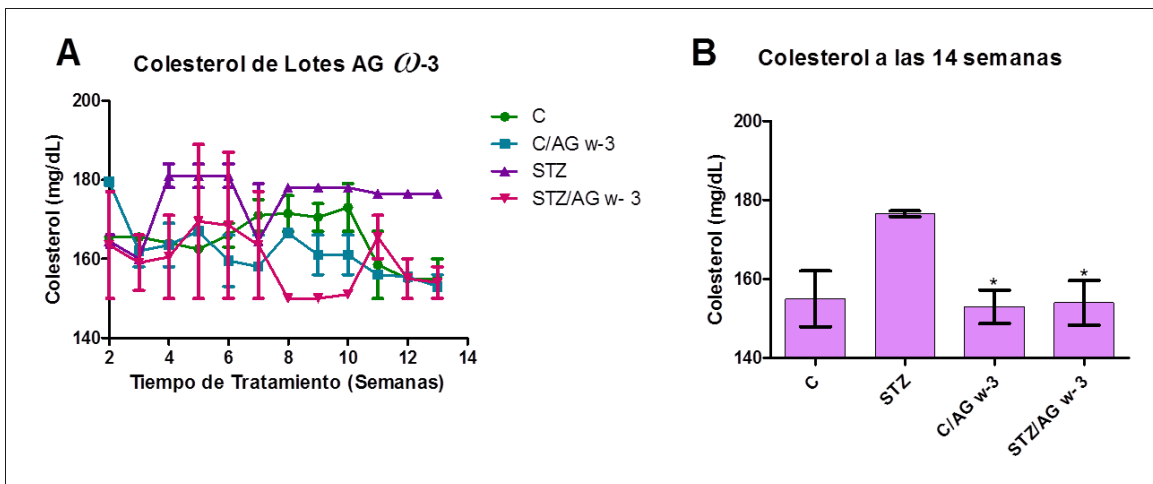 A
Colesterol de Lotes AG ω-3
Colesterol (mg/dL)
200
180
160
140
2 4 6 8 10 12 14
Tiempo de Tratamiento (Semanas)
C
C/AG w-3
STZ
STZ/AG w- 3
B
Colesterol a las 14 semanas
Colesterol (mg/dL)
200
180
160
140
* *
C
STZ
C/AG w-3
STZ/AG w- 3